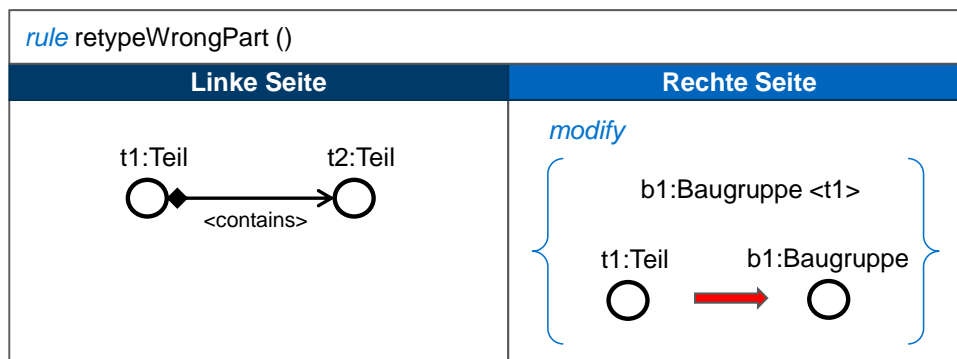 rule retypeWrongPart ()
Linke Seite
Rechte Seite
t1:Teil
t2:Teil
<contains>
modify
b1:Baugruppe <t1>
t1:Teil
b1:Baugruppe